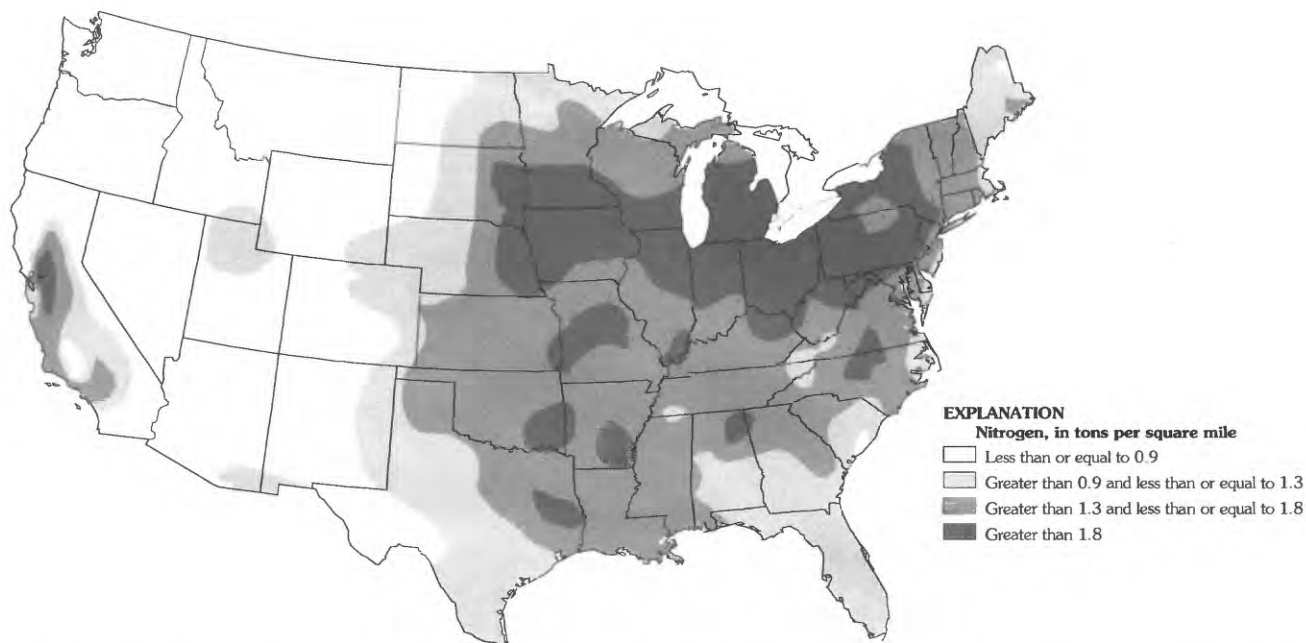 EXPLANATION
Nitrogen, in tons per square mile
Less than or equal to 0.9
Greater than 0.9 and less than or equal to 1.3
Greater than 1.3 and less than or equal to 1.8
Greater than 1.8